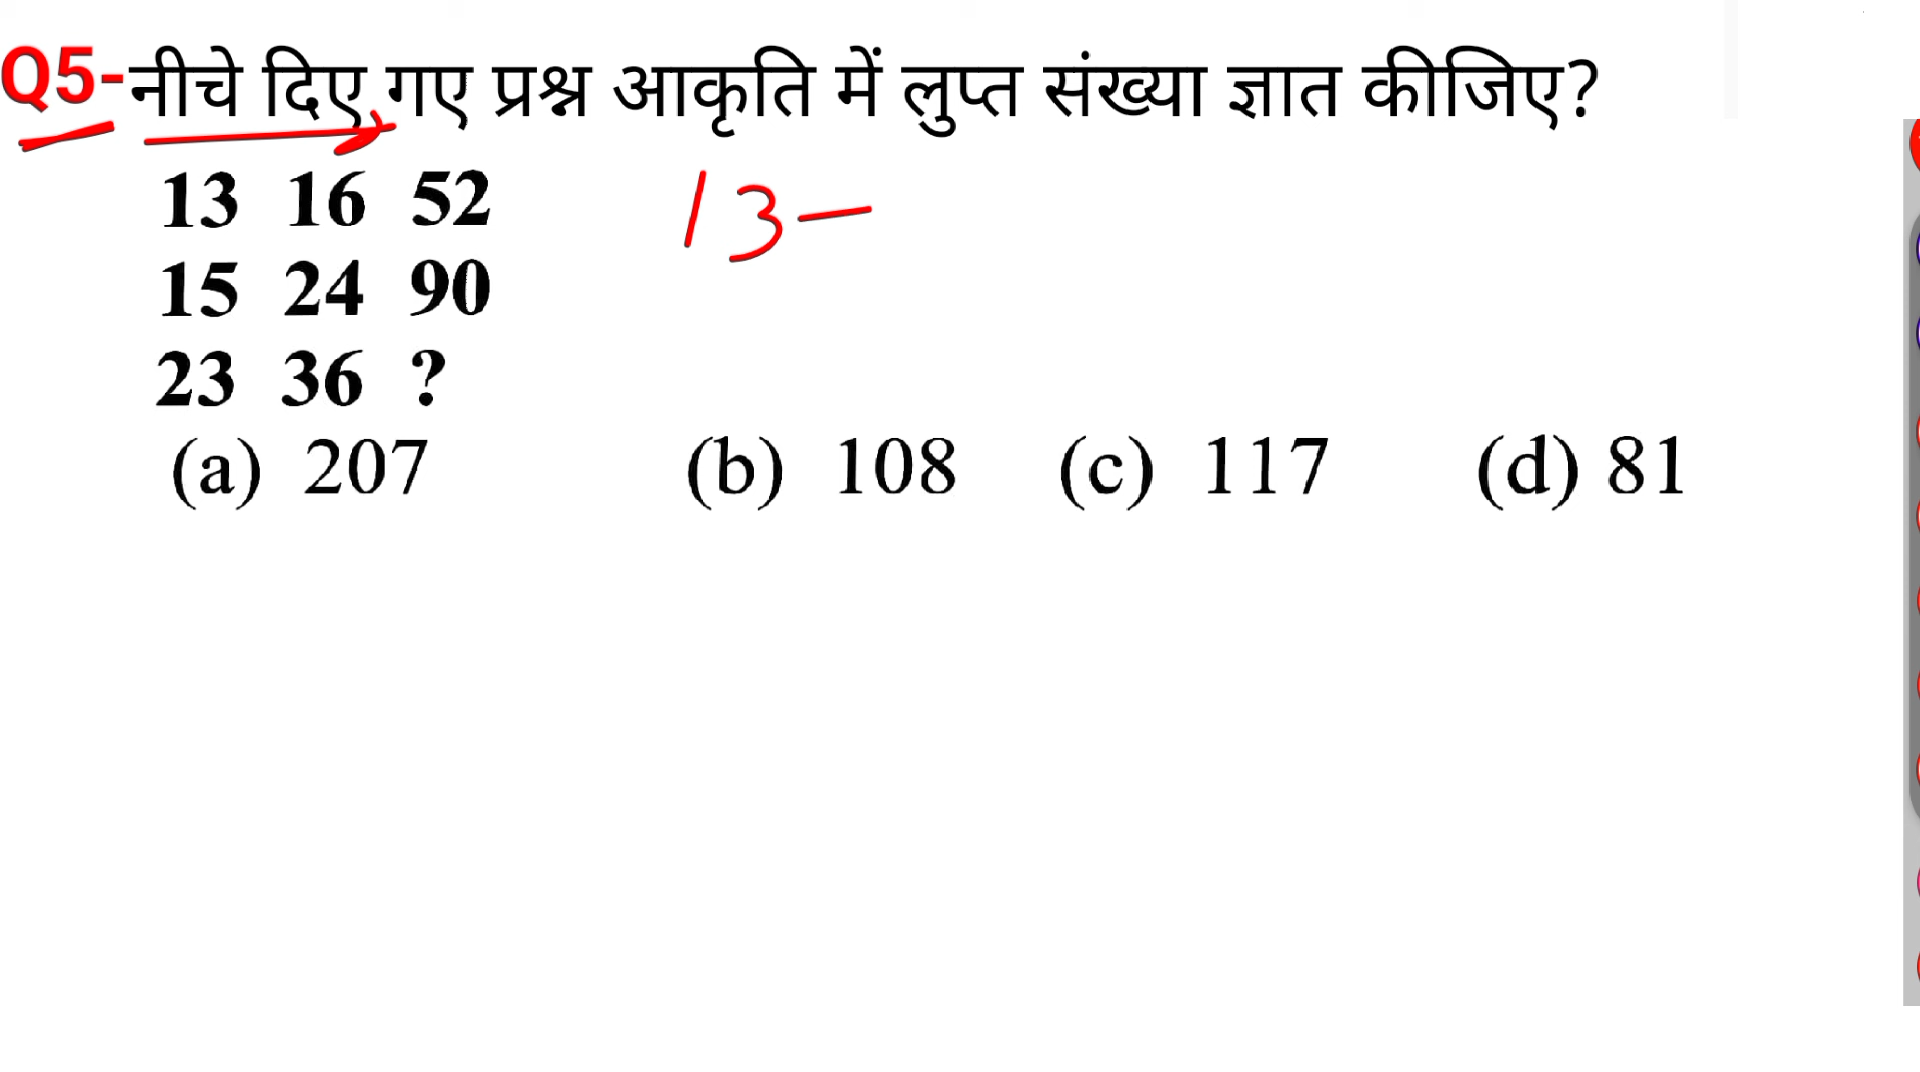 Q5-नीचे दिए गए प्रश्न आकृति में लुप्त संख्या ज्ञात कीजिए?
13 16 52
13-
15 24 90
23 36 ?
(a) 207 (b) 108 (c) 117 (d) 81